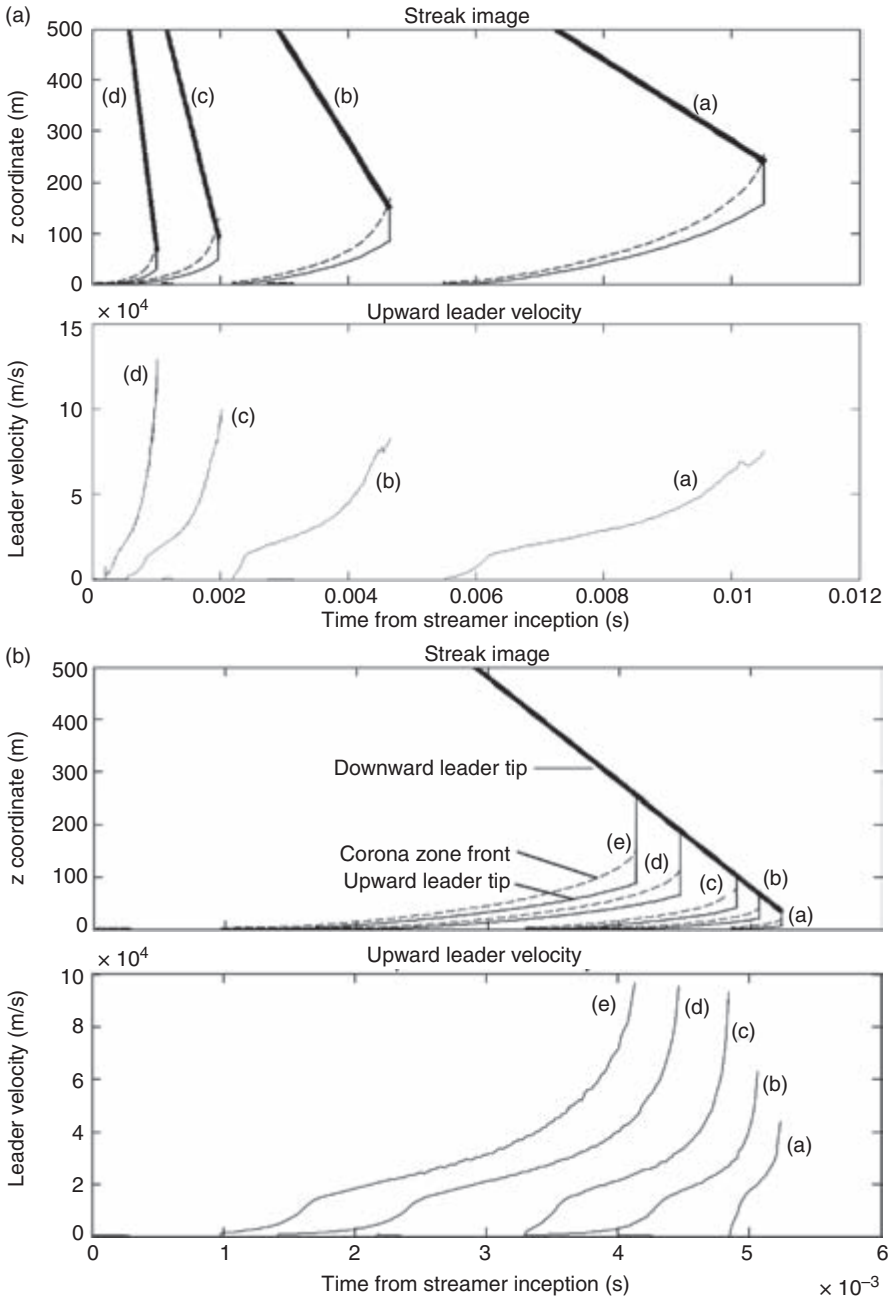 (a)
Streak image
500
400
300
200
100
0
z coordinate (m)
(d)
(c)
(b)
(a)
× 10⁴
Upward leader velocity
15
10
5
0
Leader velocity (m/s)
(d)
(c)
(b)
(a)
0 0.002 0.004 0.006 0.008 0.01 0.012
Time from streamer inception (s)
(b)
Streak image
500
400
300
200
100
0
z coordinate (m)
Downward leader tip
Corona zone front
Upward leader tip
(e)
(d)
(c)
(b)
(a)
× 10⁴
Upward leader velocity
10
8
6
4
2
0
Leader velocity (m/s)
(e)
(d)
(c)
(b)
(a)
0 1 2 3 4 5 6
Time from streamer inception (s)
× 10⁻³